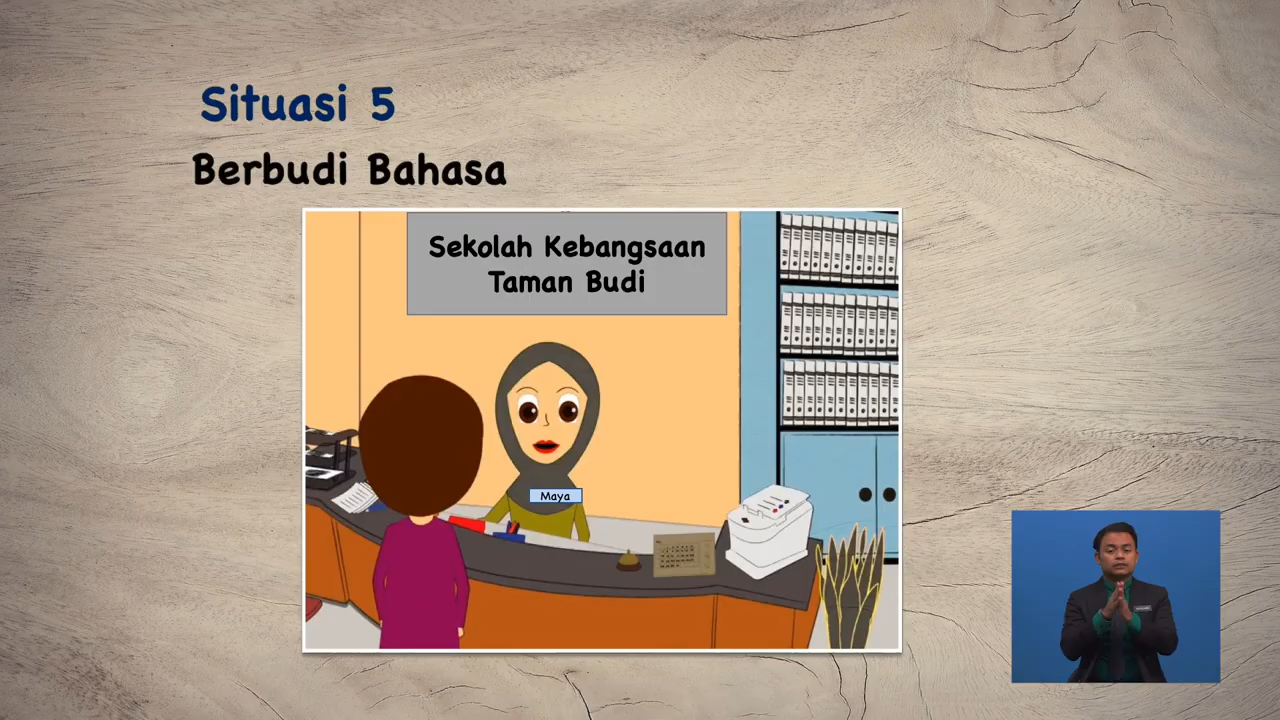 Situasi 5
Berbudi Bahasa
Sekolah Kebangsaan
Taman Budi
Maya